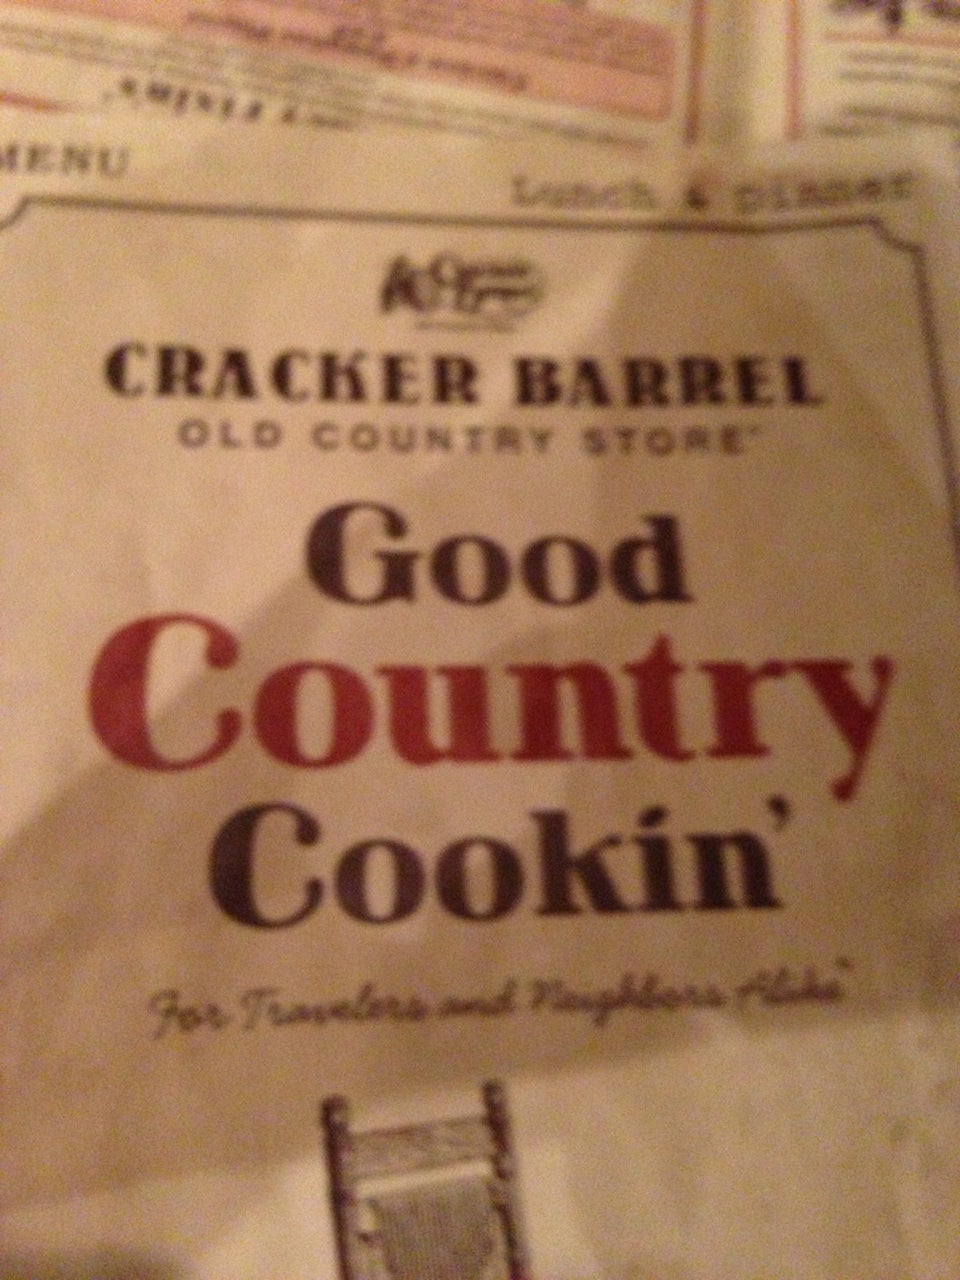 MENU
Lunch & Dinner
CRACKER BARREL
OLD COUNTRY STORE
Good
Country
Cookin'
For Travelers and Neighbors Alike